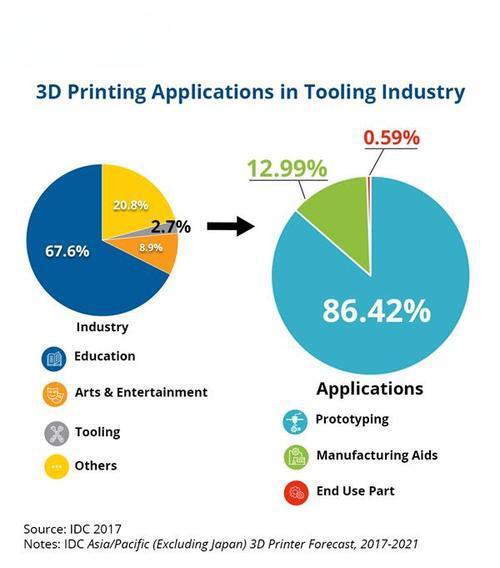 3D Printing Applications in Tooling Industry
0.59%
12.99%
20.8%
2.7%
8.9%
67.6%
86.42%
Industry
Education
Arts & Entertainment
Tooling
Others
Applications
Prototyping
Manufacturing Aids
End Use Part
Source: IDC 2017
Notes: IDC Asia/Pacific (Excluding Japan) 3D Printer Forecast, 2017-2021